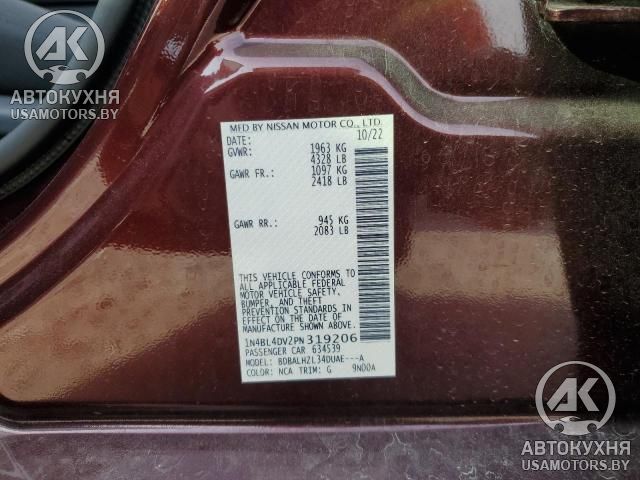 АК
АВТОКУХНЯ
USAMOTORS.BY
MFD BY NISSAN MOTOR CO., LTD.
DATE: 10/22
GVWR: 1963 KG
4328 LB
GAWR FR.: 1097 KG
2418 LB
GAWR RR.: 945 KG
2083 LB
THIS VEHICLE CONFORMS TO
ALL APPLICABLE FEDERAL
MOTOR VEHICLE SAFETY,
BUMPER, AND THEFT
PREVENTION STANDARDS
IN EFFECT ON THE DATE OF
MANUFACTURE SHOWN ABOVE.
1N4BL4DV2PN319206
PASSENGER CAR 634539
MODEL: BDBALHZL34DUAE---A
COLOR: NCA TRIM: G 9N00A
АК
АВТОКУХНЯ
USAMOTORS.BY